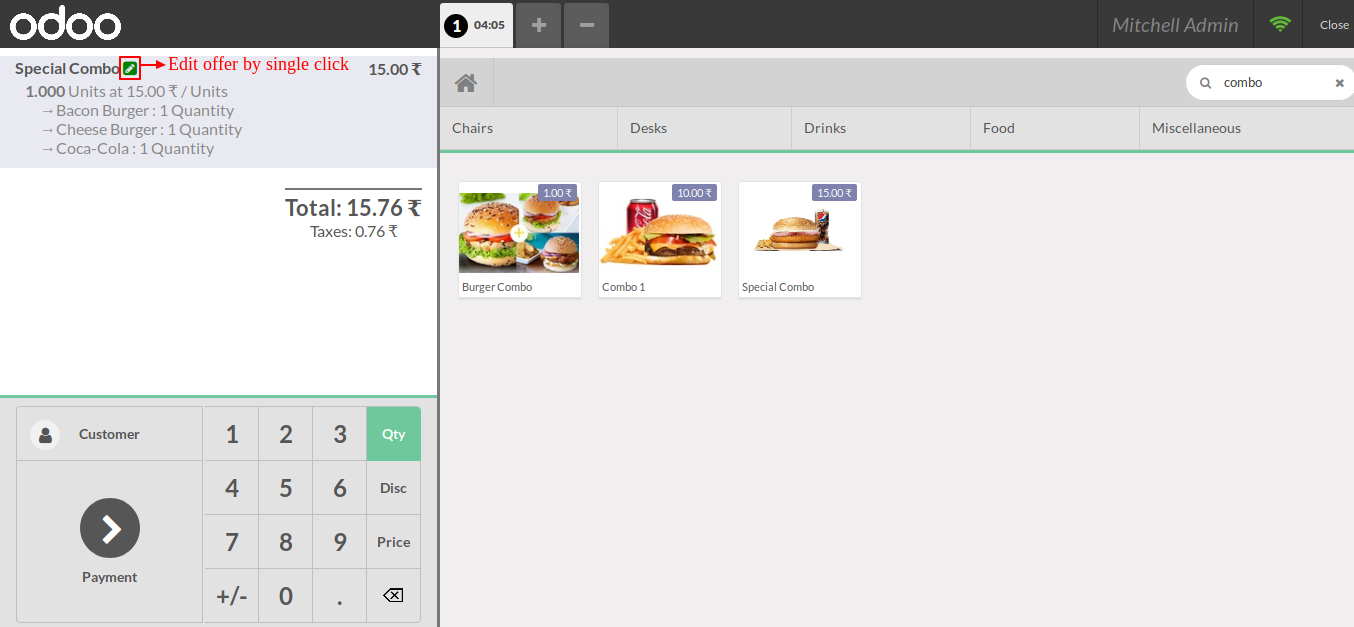 odoo
1 04:05 + −
Mitchell Admin
Close
Special Combo Edit offer by single click 15.00 ₹
1.000 Units at 15.00 ₹ / Units
→Bacon Burger : 1 Quantity
→Cheese Burger : 1 Quantity
→Coca-Cola : 1 Quantity
Total: 15.76 ₹
Taxes: 0.76 ₹
Customer
Payment
1 2 3 Qty
4 5 6 Disc
7 8 9 Price
+/- 0 .
combo
Chairs Desks Drinks Food Miscellaneous
1.00 ₹
Burger Combo
10.00 ₹
Combo 1
15.00 ₹
Special Combo